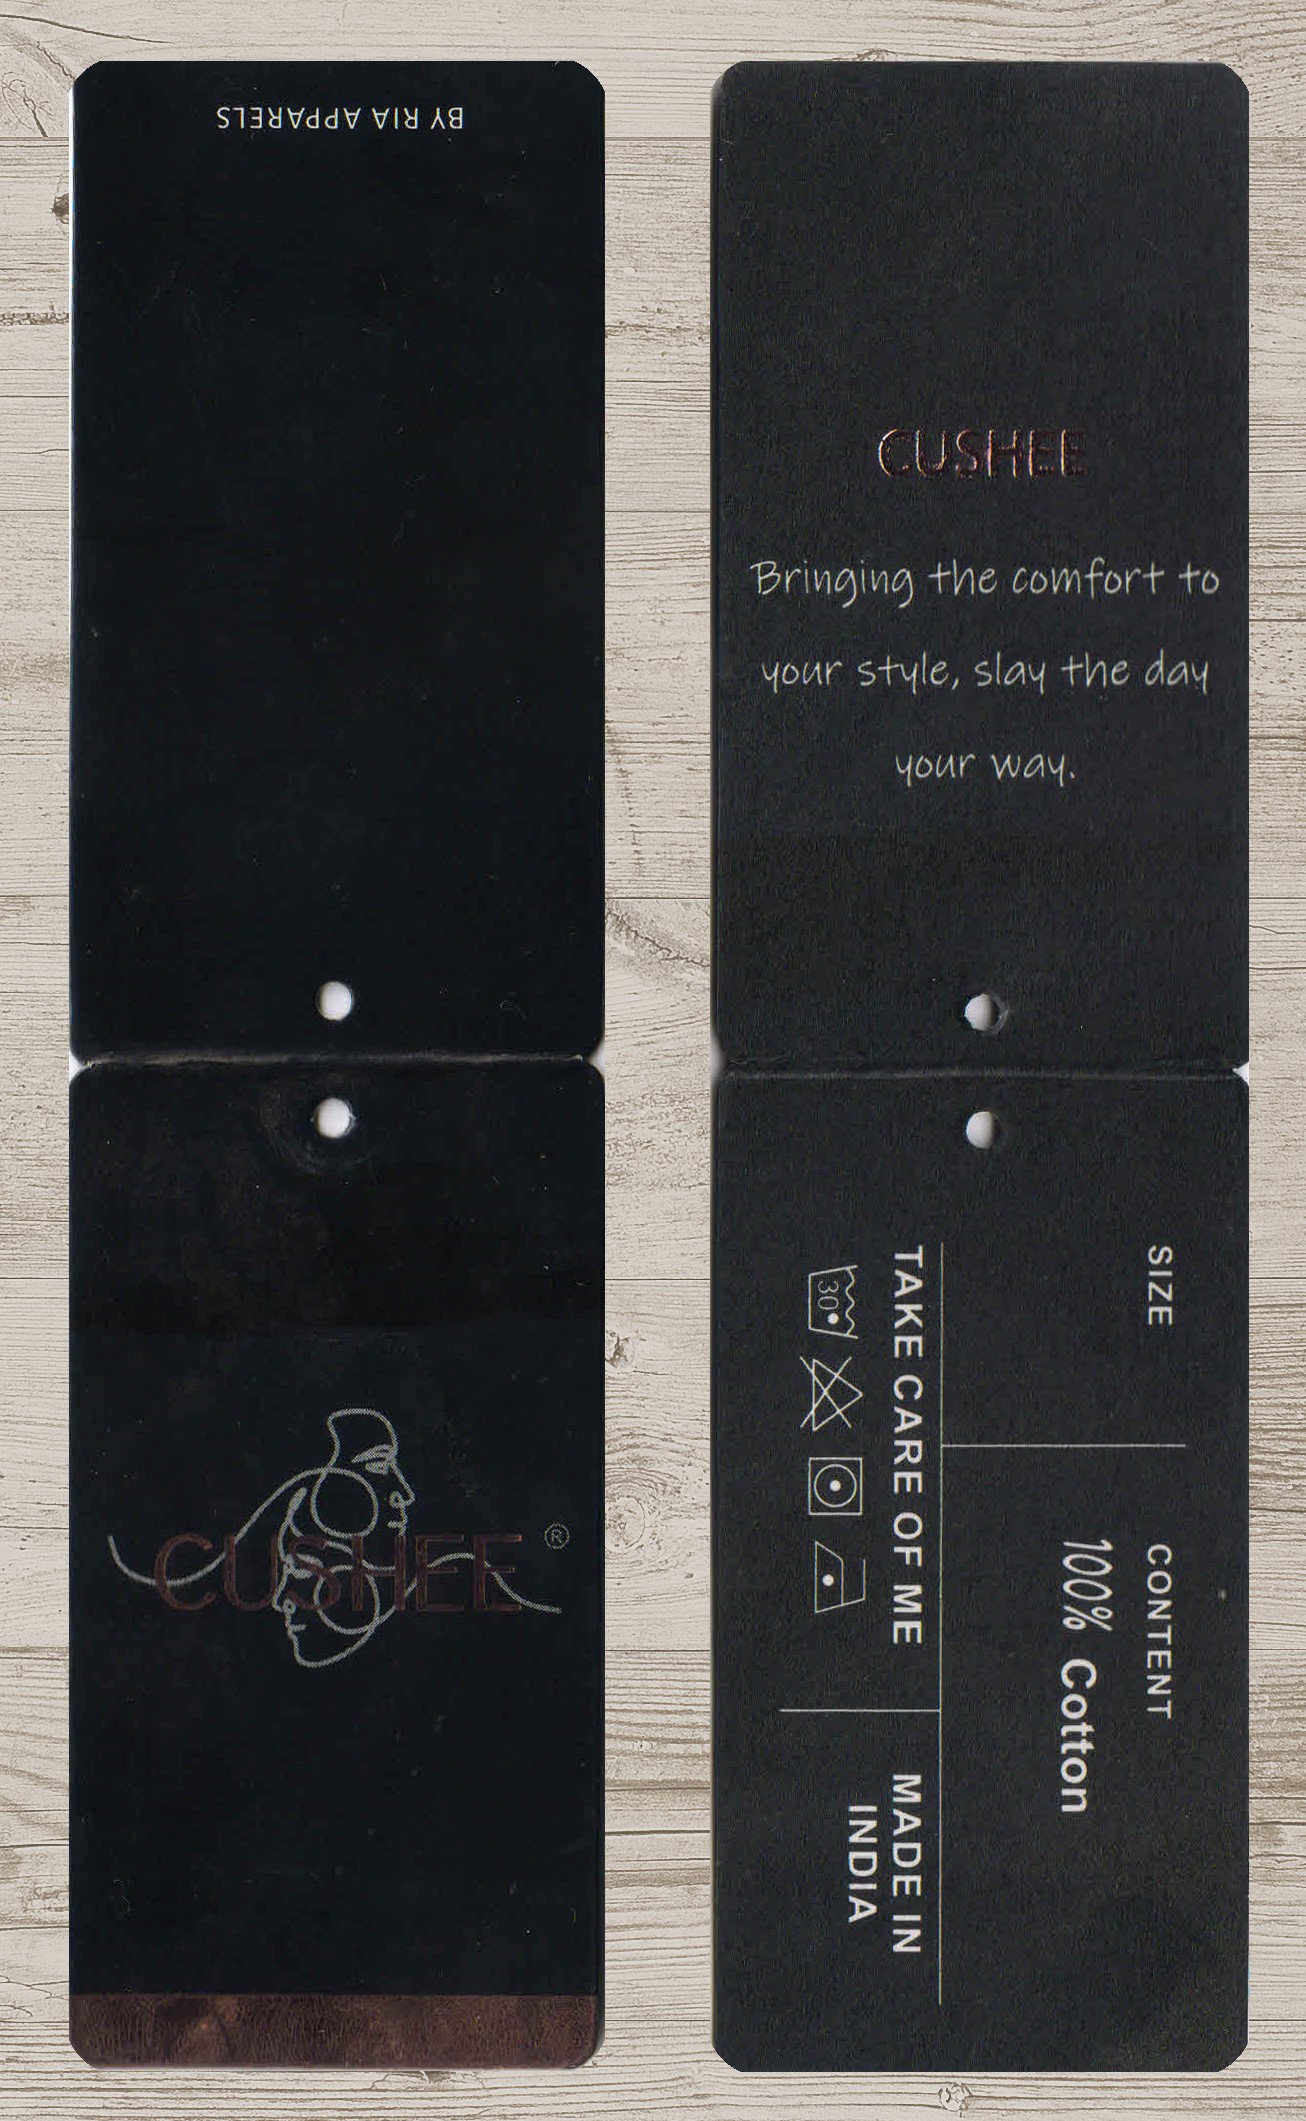 BY RIA APPARELS
CUSHEE ®
CUSHEE
Bringing the comfort to
your style, slay the day
your way.
SIZE
CONTENT
100% Cotton
TAKE CARE OF ME
30°
MADE IN
INDIA